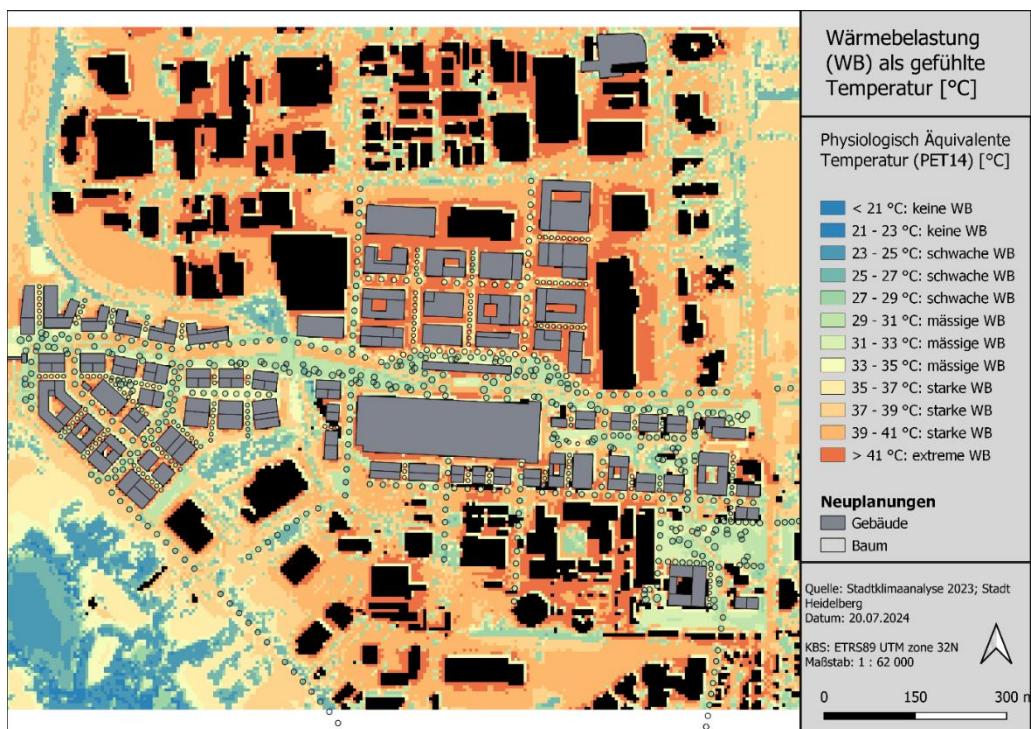 Wärmebelastung
(WB) als gefühlte
Temperatur [°C]
Physiologisch Äquivalente
Temperatur (PET14) [°C]
< 21 °C: keine WB
21 - 23 °C: keine WB
23 - 25 °C: schwache WB
25 - 27 °C: schwache WB
27 - 29 °C: schwache WB
29 - 31 °C: mässige WB
31 - 33 °C: mässige WB
33 - 35 °C: mässige WB
35 - 37 °C: starke WB
37 - 39 °C: starke WB
39 - 41 °C: starke WB
> 41 °C: extreme WB
Neuplanungen
Gebäude
Baum
Quelle: Stadtklimaanalyse 2023; Stadt
Heidelberg
Datum: 20.07.2024
KBS: ETRS89 UTM zone 32N
Maßstab: 1 : 62 000
0 150 300 m